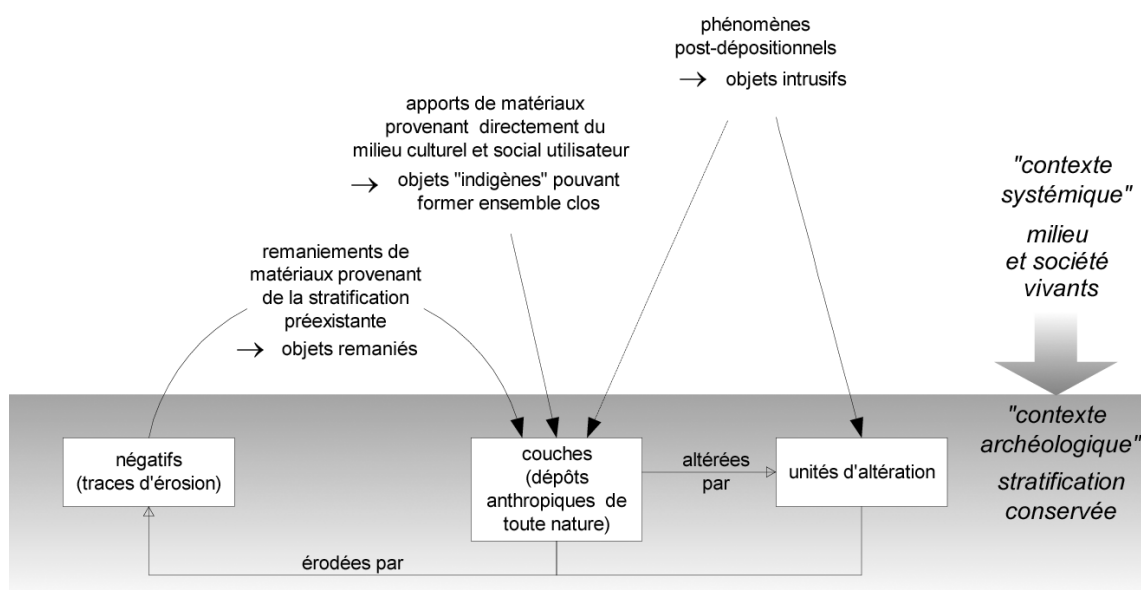 phénomènes
post-dépositionnels
→ objets intrusifs
apports de matériaux
provenant directement du
milieu culturel et social utilisateur
→ objets "indigènes" pouvant
former ensemble clos
remaniements de
matériaux provenant
de la stratification
préexistante
→ objets remaniés
"contexte
systémique"
milieu
et société
vivants
négatifs
(traces d'érosion)
couches
(dépôts
anthropiques de
toute nature)
altérées
par
unités d'altération
érodées par
"contexte
archéologique"
stratification
conservée